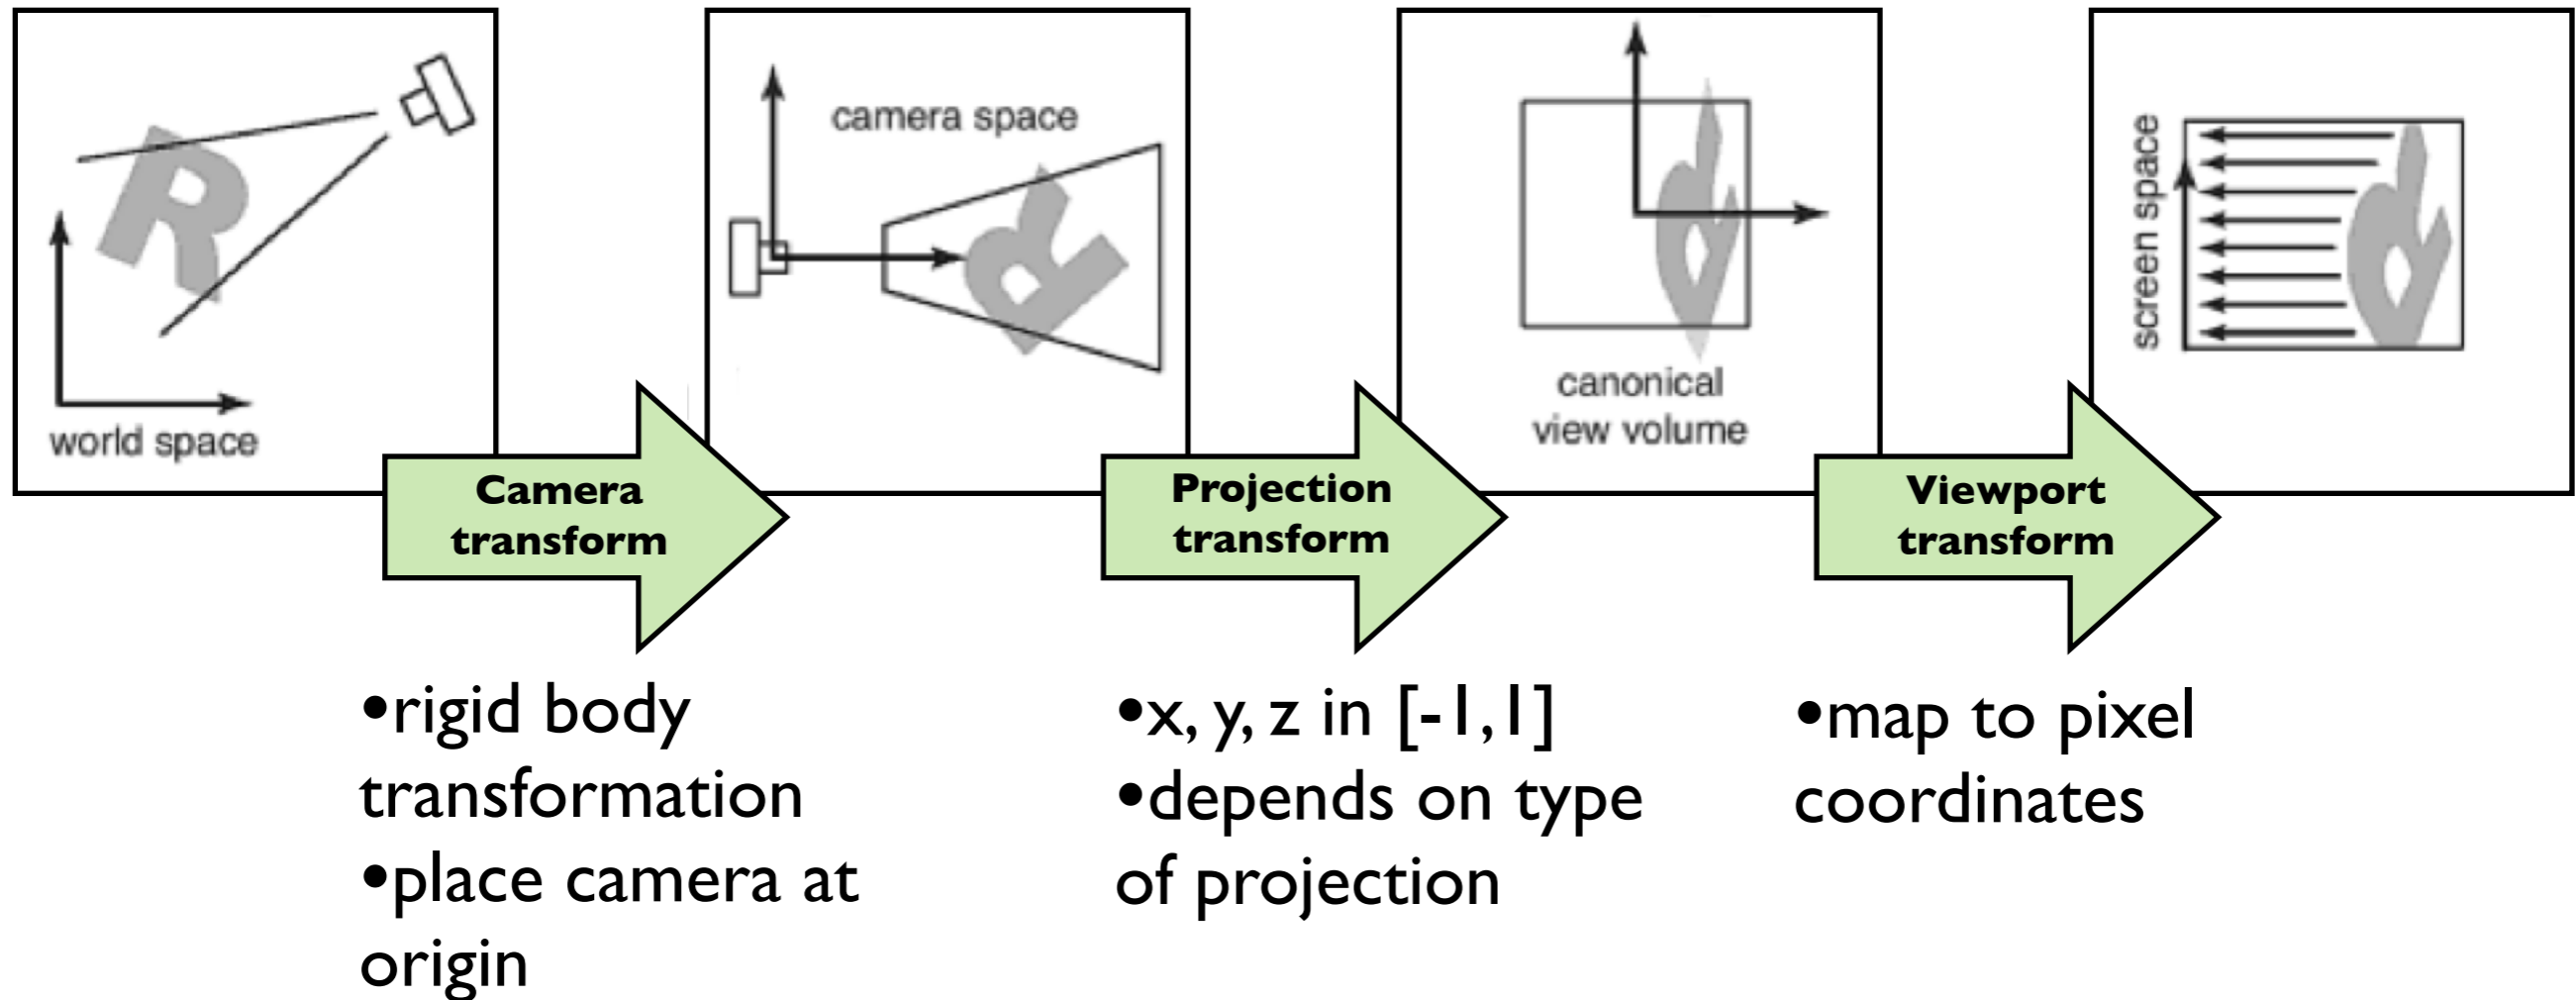 world space
camera space
canonical
view volume
screen space
Camera
transform
Projection
transform
Viewport
transform
•rigid body
transformation
•place camera at
origin
•x, y, z in [-1,1]
•depends on type
of projection
•map to pixel
coordinates